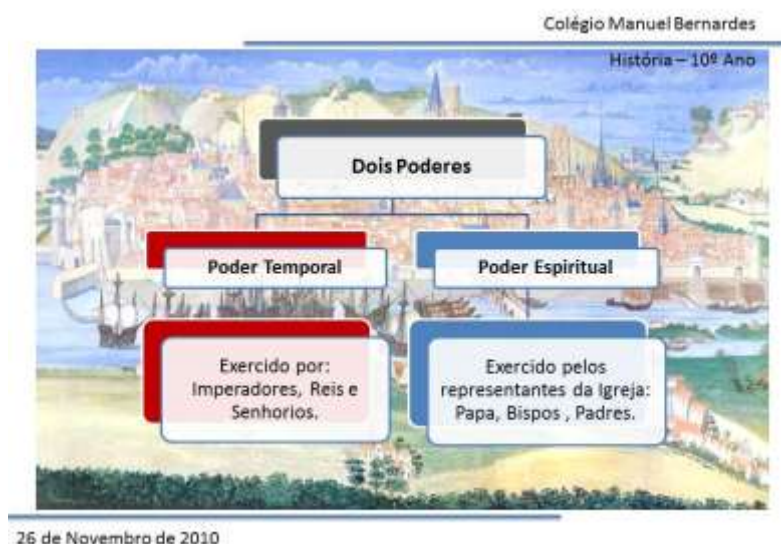 Colégio Manuel Bernardes
História – 10º Ano
Dois Poderes
Poder Temporal
Poder Espiritual
Exercido por:
Imperadores, Reis e
Senhorios.
Exercido pelos
representantes da Igreja:
Papa, Bispos , Padres.
26 de Novembro de 2010